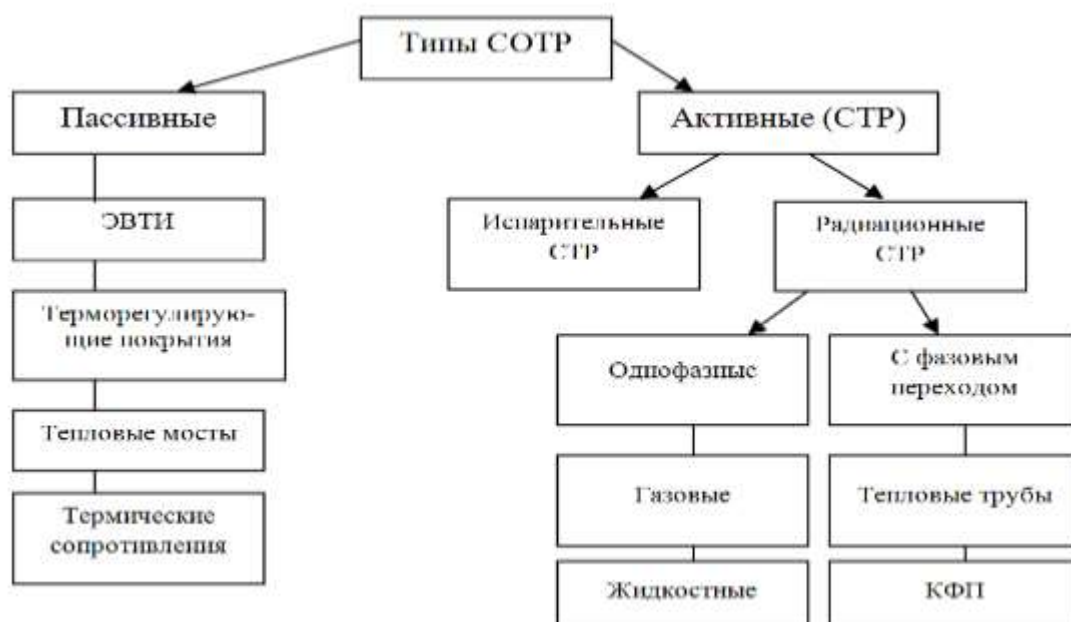 Типы СОТР
Пассивные
Активные (СТР)
ЭВТИ
Испарительные
СТР
Радиационные
СТР
Терморегулирую-
щие покрытия
Однофазные
С фазовым
переходом
Тепловые мосты
Газовые
Тепловые трубы
Термические
сопротивления
Жидкостные
КФП